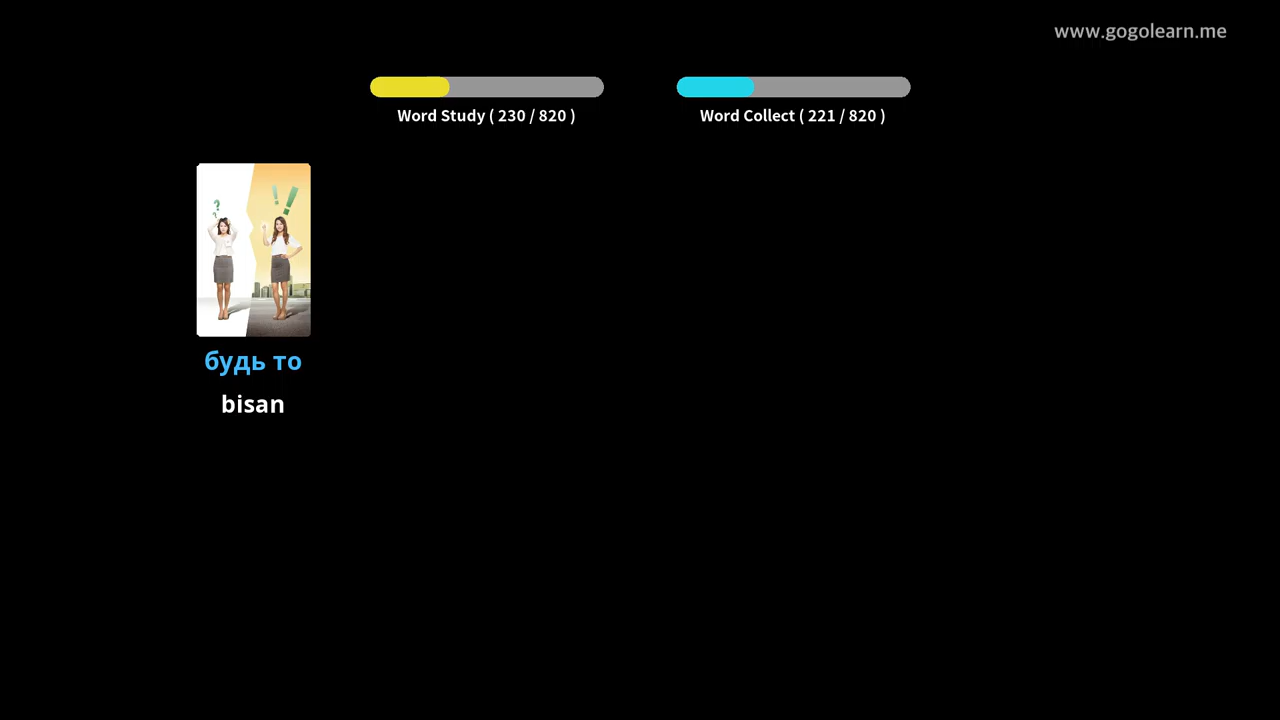 www.gogolearn.me
Word Study ( 230 / 820 )
Word Collect ( 221 / 820 )
будь то
bisan